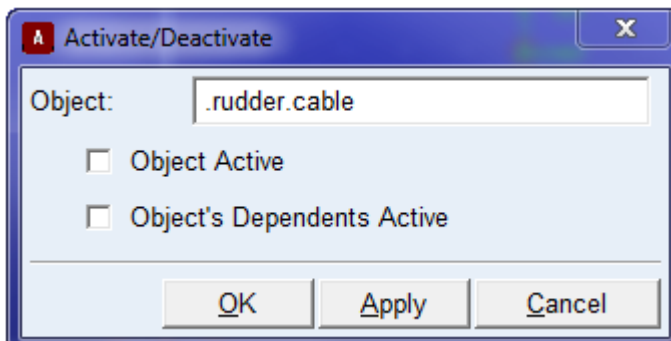 A Activate/Deactivate X
Object: .rudder.cable
Object Active
Object's Dependents Active
OK Apply Cancel